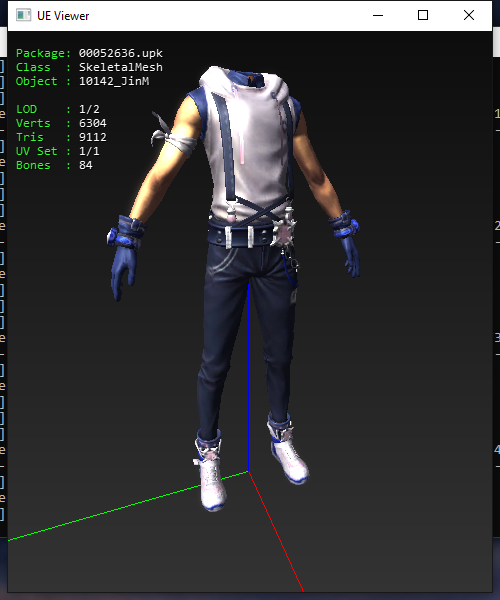 UE Viewer
Package: 00052636.upk
Class : SkeletalMesh
Object : 10142_JinM
LOD : 1/2
Verts : 6304
Tris : 9112
UV Set : 1/1
Bones : 84